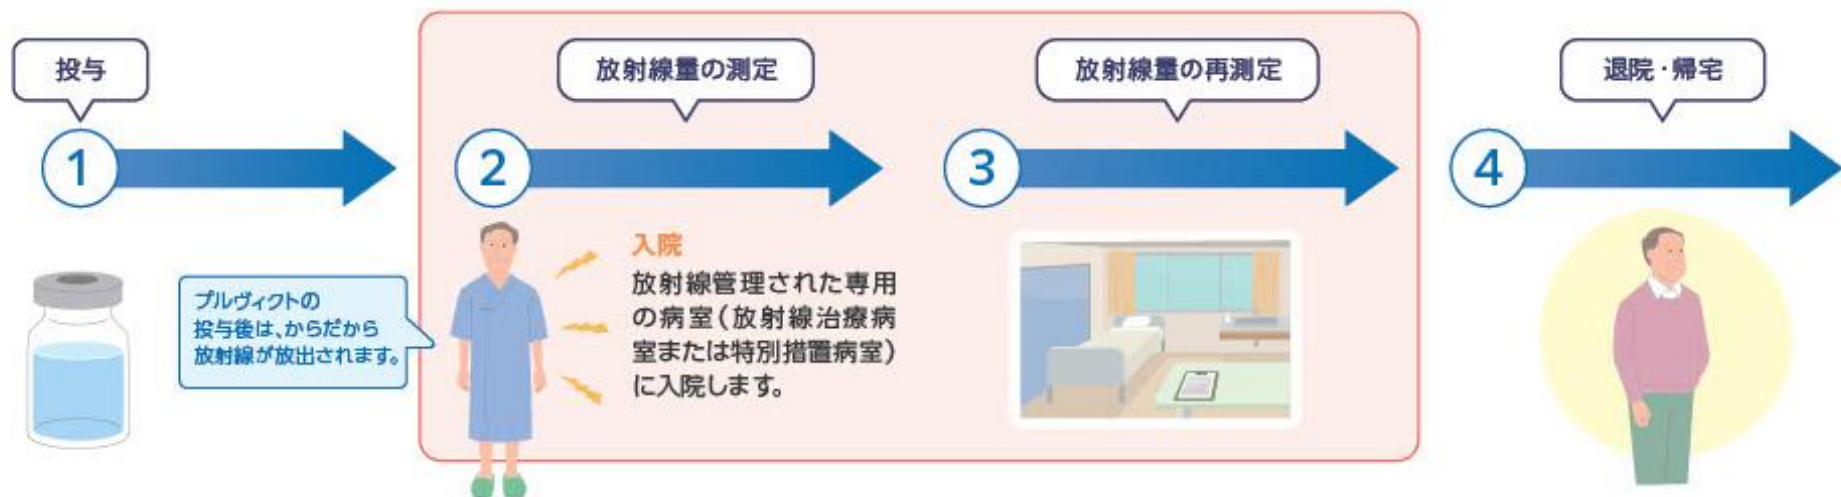 投与
放射線量の測定
放射線量の再測定
退院・帰宅
1
2
3
4
プルヴィクトの
投与後は、からだから
放射線が放出されます。
入院
放射線管理された専用
の病室(放射線治療病
室または特別措置病室)
に入院します。